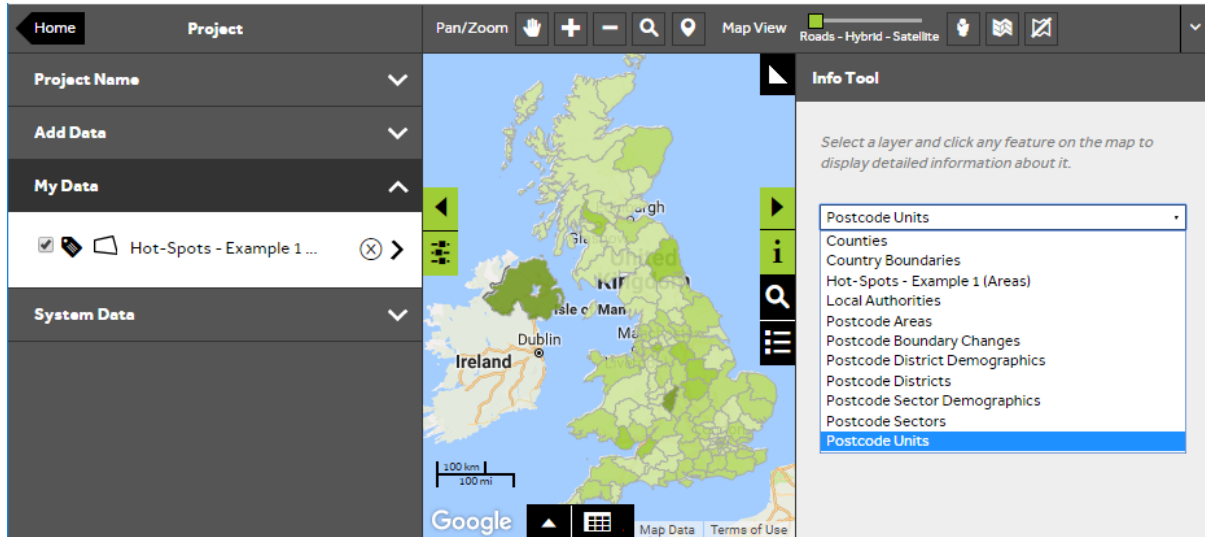 Home
Project
Pan/Zoom
Map View
Roads - Hybrid - Satellite
Project Name
Add Data
My Data
Hot-Spots - Example 1 ...
System Data
United
Isle of Man
Dublin
Ireland
100 km
100 mi
Google
Map Data
Terms of Use
i
Info Tool
Select a layer and click any feature on the map to
display detailed information about it.
Postcode Units
Counties
Country Boundaries
Hot-Spots - Example 1 (Areas)
Local Authorities
Postcode Areas
Postcode Boundary Changes
Postcode District Demographics
Postcode Districts
Postcode Sector Demographics
Postcode Sectors
Postcode Units